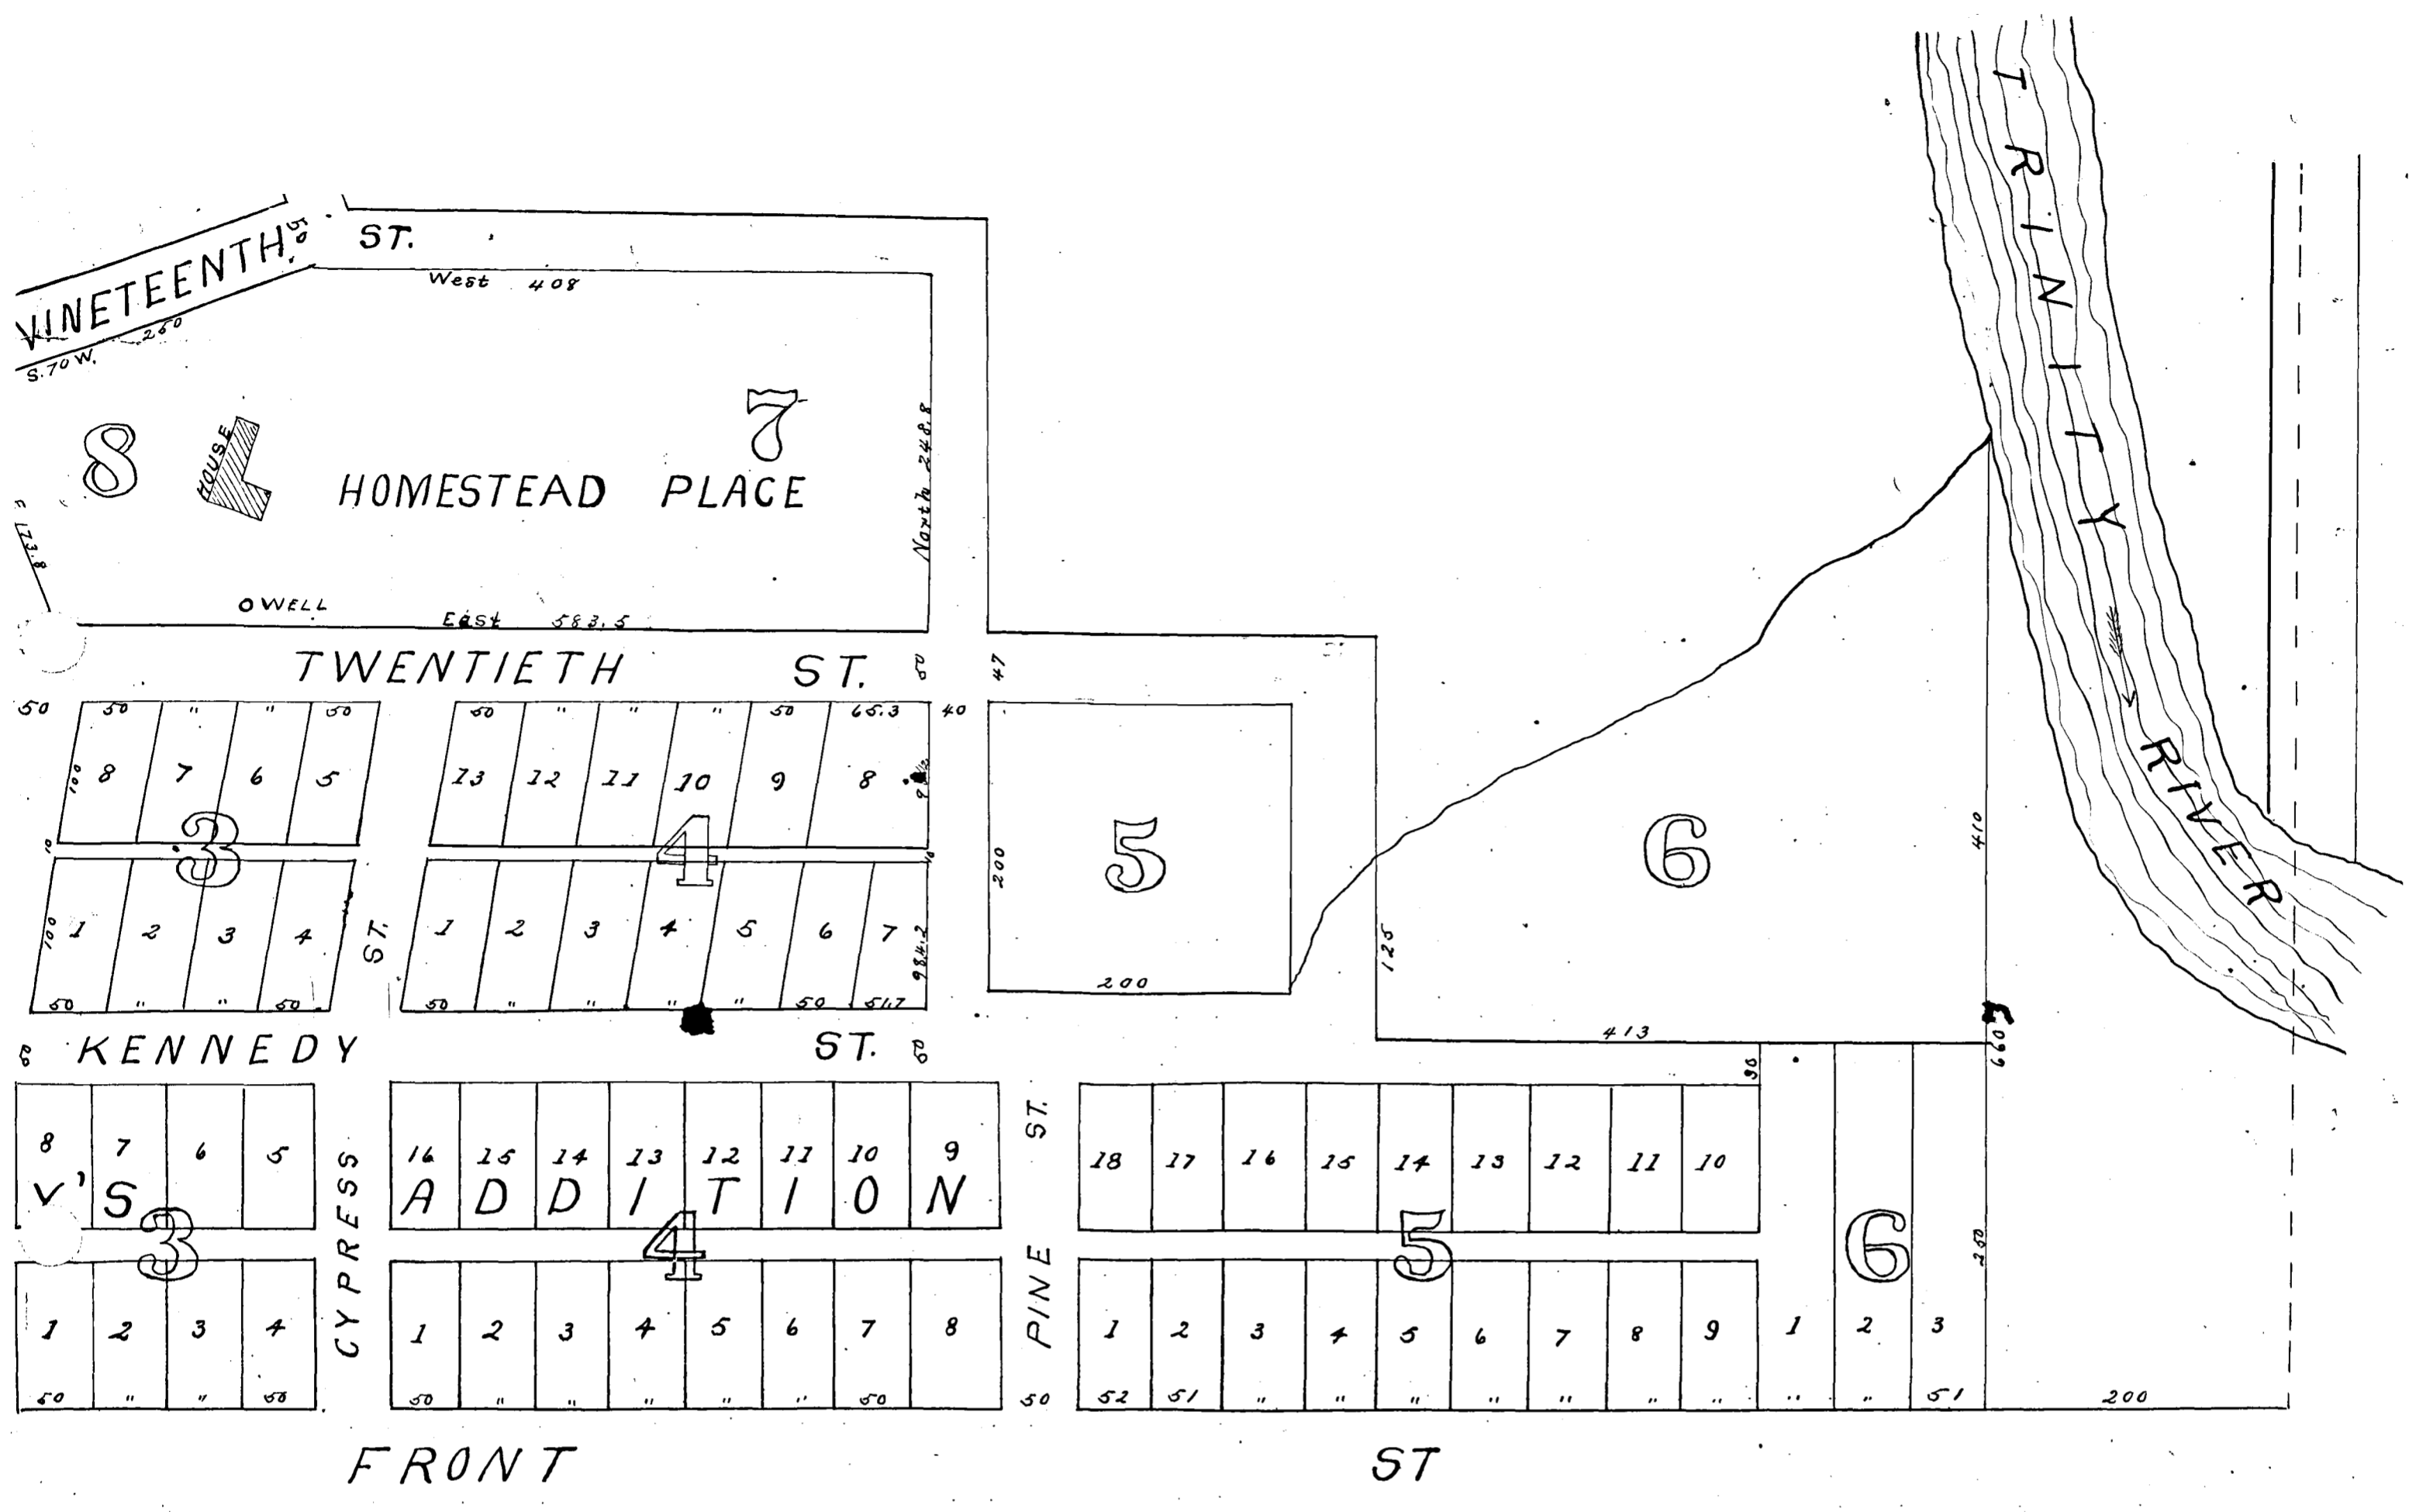 TRINITY RIVER
NINETEENTH ST.
50
West 408
S. 70 W. 260
8
7
HOUSE
HOMESTEAD PLACE
North 248.8
E 173.8
O WELL
East 583.5
TWENTIETH ST.
50
47
50
50 " " 50
50 " " " 50 65.3
40
8 7 6 5
13 12 11 10 9 8
100
10
3
4
5
6
200
410
1 2 3 4
1 2 3 4 5 6 7
100
ST.
98.4.2
125
200
50 " " 50
50 " " " " 50 51.7
413
KENNEDY ST.
50
50
660
90
8 7 6 5
16 15 14 13 12 11 10 9
18 17 16 15 14 13 12 11 10
Y'S ADDITION
3
4
5
6
250
CYPRESS
PINE ST.
1 2 3 4
1 2 3 4 5 6 7 8
1 2 3 4 5 6 7 8 9 1 2 3
50 " " 50
50 " " " " " 50
50
52 51 " " " " " " " " " 51
200
FRONT ST